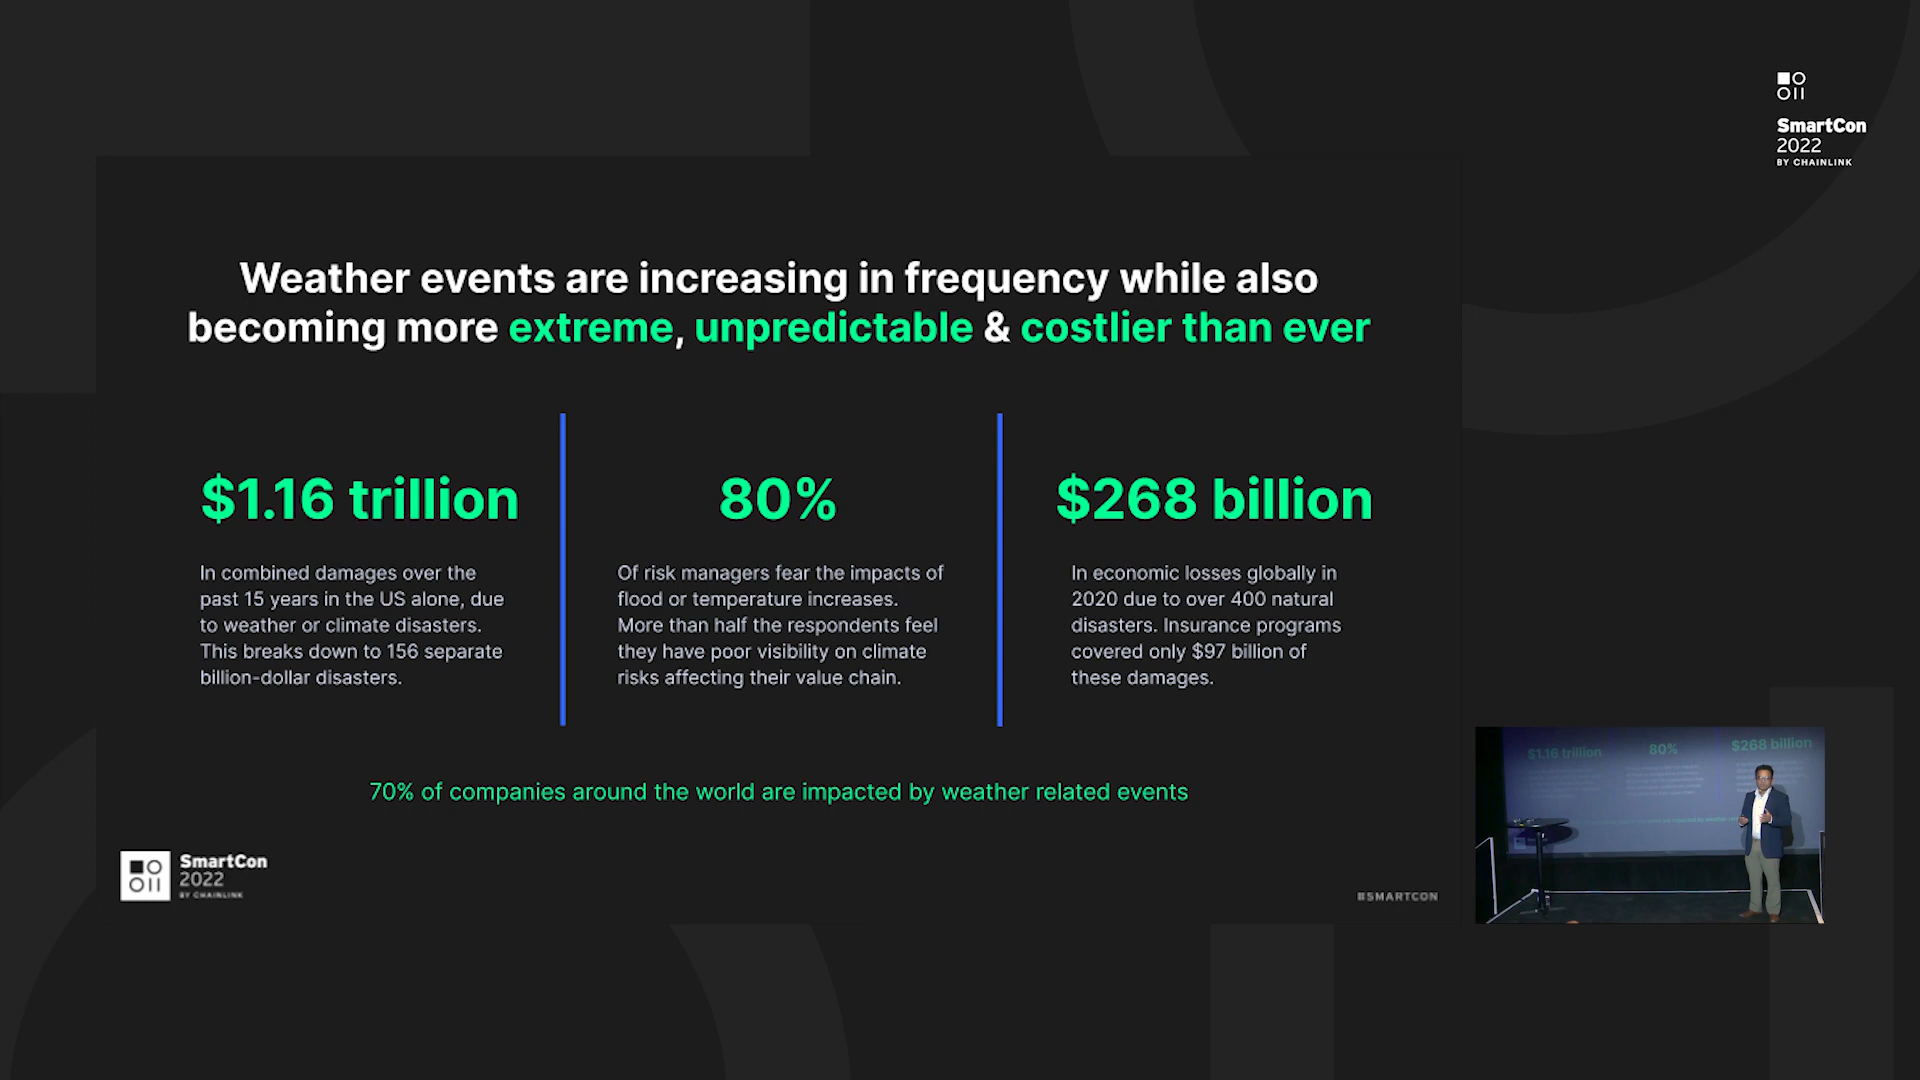 SmartCon
2022
BY CHAINLINK
Weather events are increasing in frequency while also
becoming more extreme, unpredictable & costlier than ever
$1.16 trillion
In combined damages over the
past 15 years in the US alone, due
to weather or climate disasters.
This breaks down to 156 separate
billion-dollar disasters.
80%
Of risk managers fear the impacts of
flood or temperature increases.
More than half the respondents feel
they have poor visibility on climate
risks affecting their value chain.
$268 billion
In economic losses globally in
2020 due to over 400 natural
disasters. Insurance programs
covered only $97 billion of
these damages.
70% of companies around the world are impacted by weather related events
SmartCon
2022
BY CHAINLINK
#SMARTCON
$1.16 trillion
80%
$268 billion